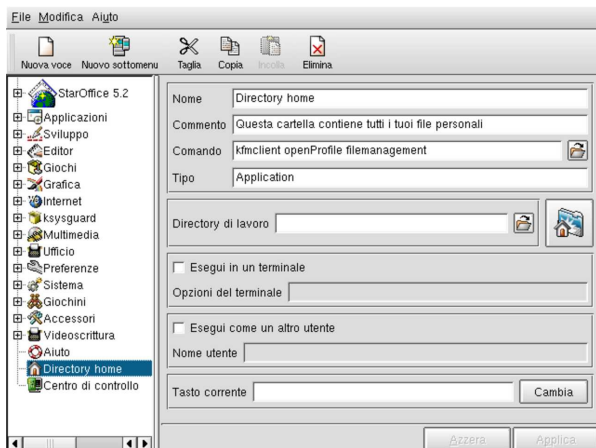 File Modifica Aiuto
Nuova voce Nuovo sottomenu Taglia Copia Incolla Elimina
StarOffice 5.2
Applicazioni
Sviluppo
Editor
Giochi
Grafica
Internet
ksysguard
Multimedia
Ufficio
Preferenze
Sistema
Giochini
Accessori
Videoscrittura
Aiuto
Directory home
Centro di controllo
Nome Directory home
Commento Questa cartella contiene tutti i tuoi file personali
Comando kfmclient openProfile filemanagement
Tipo Application
Directory di lavoro
Esegui in un terminale
Opzioni del terminale
Esegui come un altro utente
Nome utente
Tasto corrente Cambia
Azzera Applica